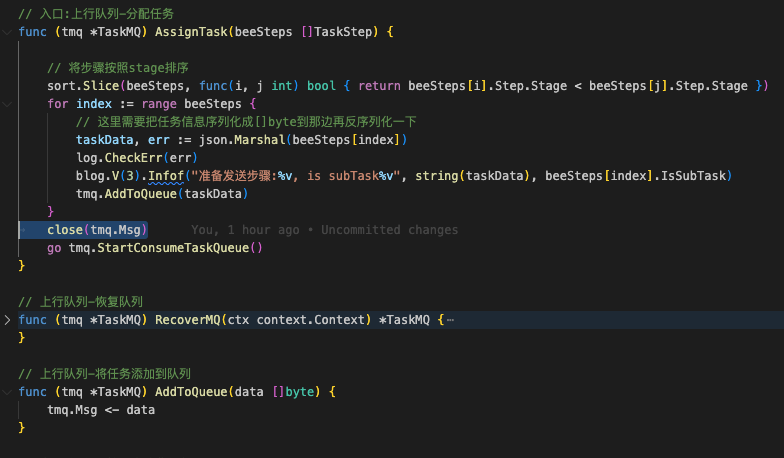 // 入口:上行队列-分配任务
func (tmq *TaskMQ) AssignTask(beeSteps []TaskStep) {
// 将步骤按照stage排序
sort.Slice(beeSteps, func(i, j int) bool { return beeSteps[i].Step.Stage < beeSteps[j].Step.Stage })
for index := range beeSteps {
// 这里需要把任务信息序列化成[]byte到那边再反序列化一下
taskData, err := json.Marshal(beeSteps[index])
log.CheckErr(err)
blog.V(3).Infof("准备发送步骤:%v, is subTask%v", string(taskData), beeSteps[index].IsSubTask)
tmq.AddToQueue(taskData)
}
close(tmq.Msg) You, 1 hour ago • Uncommitted changes
go tmq.StartConsumeTaskQueue()
}
// 上行队列-恢复队列
func (tmq *TaskMQ) RecoverMQ(ctx context.Context) *TaskMQ {⋯
}
// 上行队列-将任务添加到队列
func (tmq *TaskMQ) AddToQueue(data []byte) {
tmq.Msg <- data
}